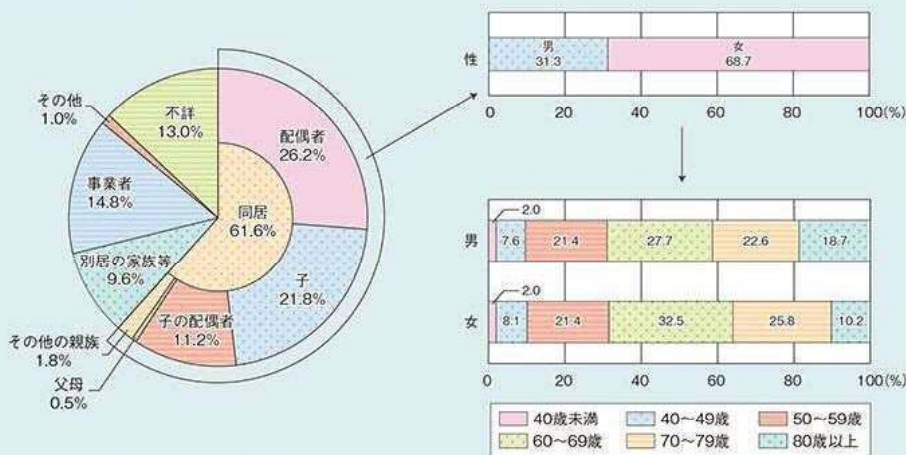 その他
1.0%
不詳
13.0%
事業者
14.8%
別居の家族等
9.6%
その他の親族
1.8%
父母
0.5%
同居
61.6%
配偶者
26.2%
子
21.8%
子の配偶者
11.2%
性
男
31.3
女
68.7
0 20 40 60 80 100(%)
男
2.0
7.6 21.4 27.7 22.6 18.7
女
2.0
8.1 21.4 32.5 25.8 10.2
0 20 40 60 80 100(%)
40歳未満 40～49歳 50～59歳
60～69歳 70～79歳 80歳以上